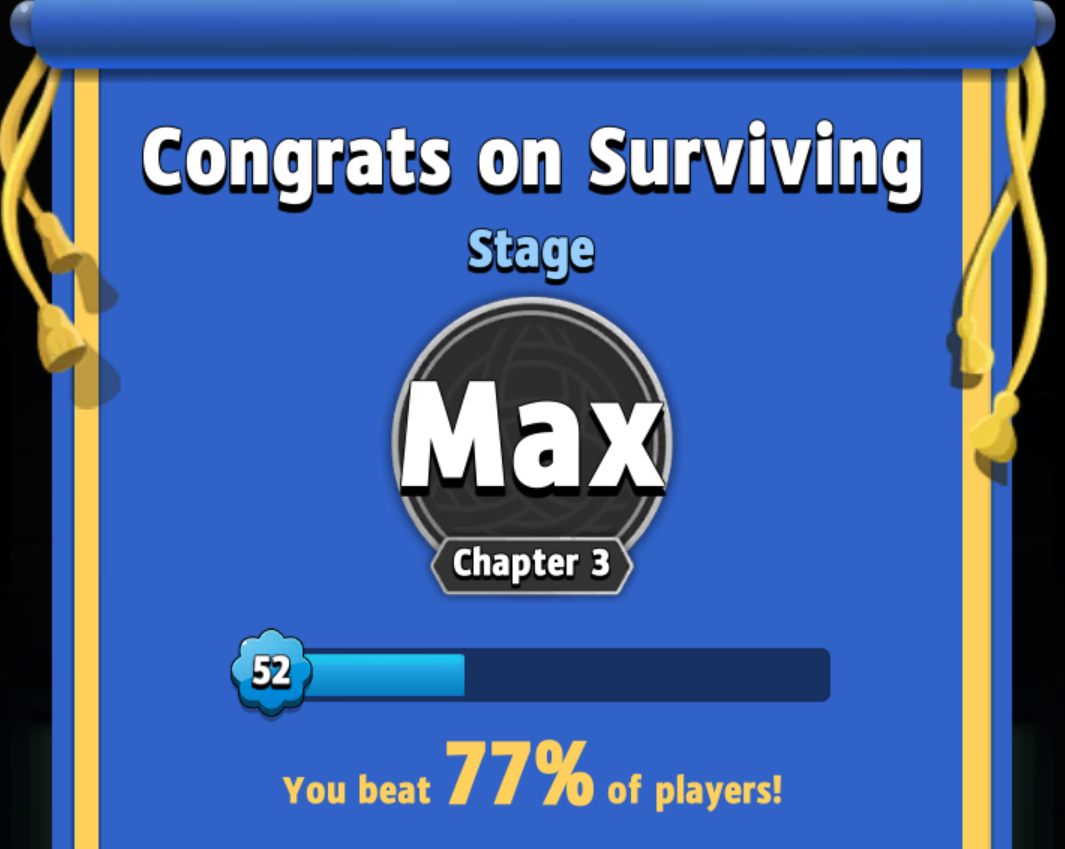 Congrats on Surviving
Stage
Max
Chapter 3
52
You beat 77% of players!